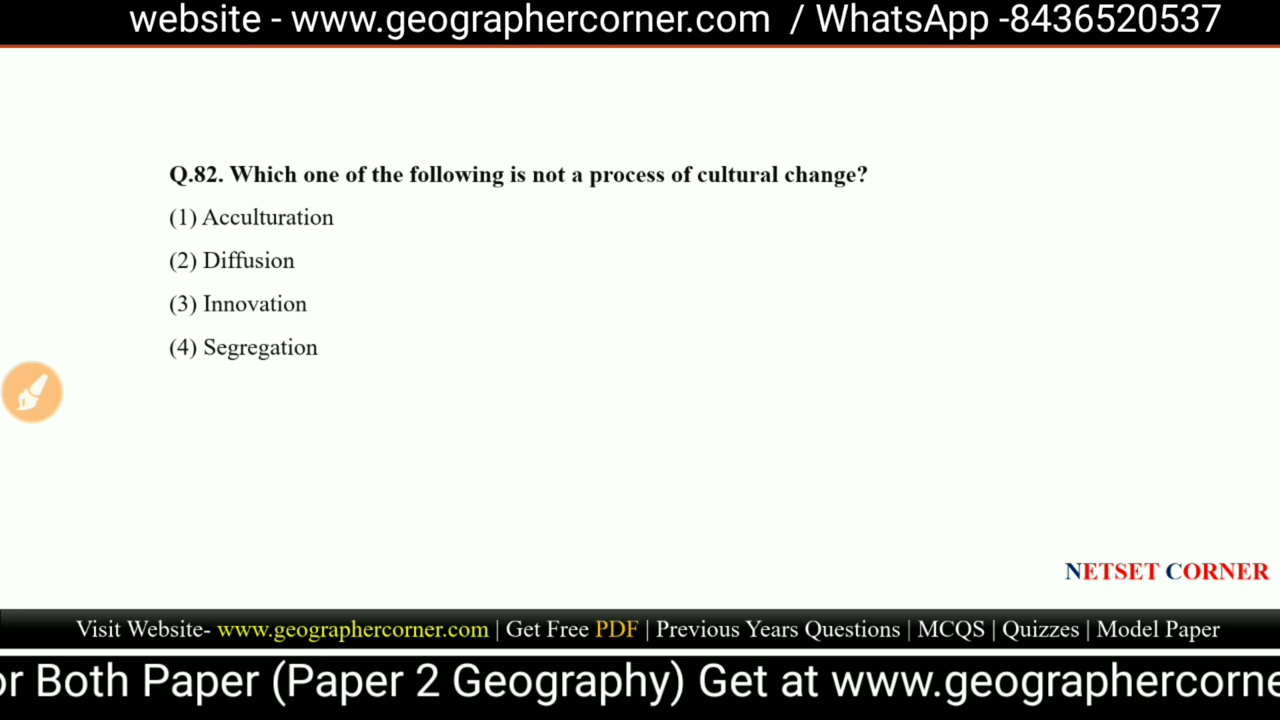 website - www.geographercorner.com / WhatsApp -8436520537
Q.82. Which one of the following is not a process of cultural change?
(1) Acculturation
(2) Diffusion
(3) Innovation
(4) Segregation
NETSET CORNER
Visit Website- www.geographercorner.com | Get Free PDF | Previous Years Questions | MCQS | Quizzes | Model Paper
or Both Paper (Paper 2 Geography) Get at www.geographercorne